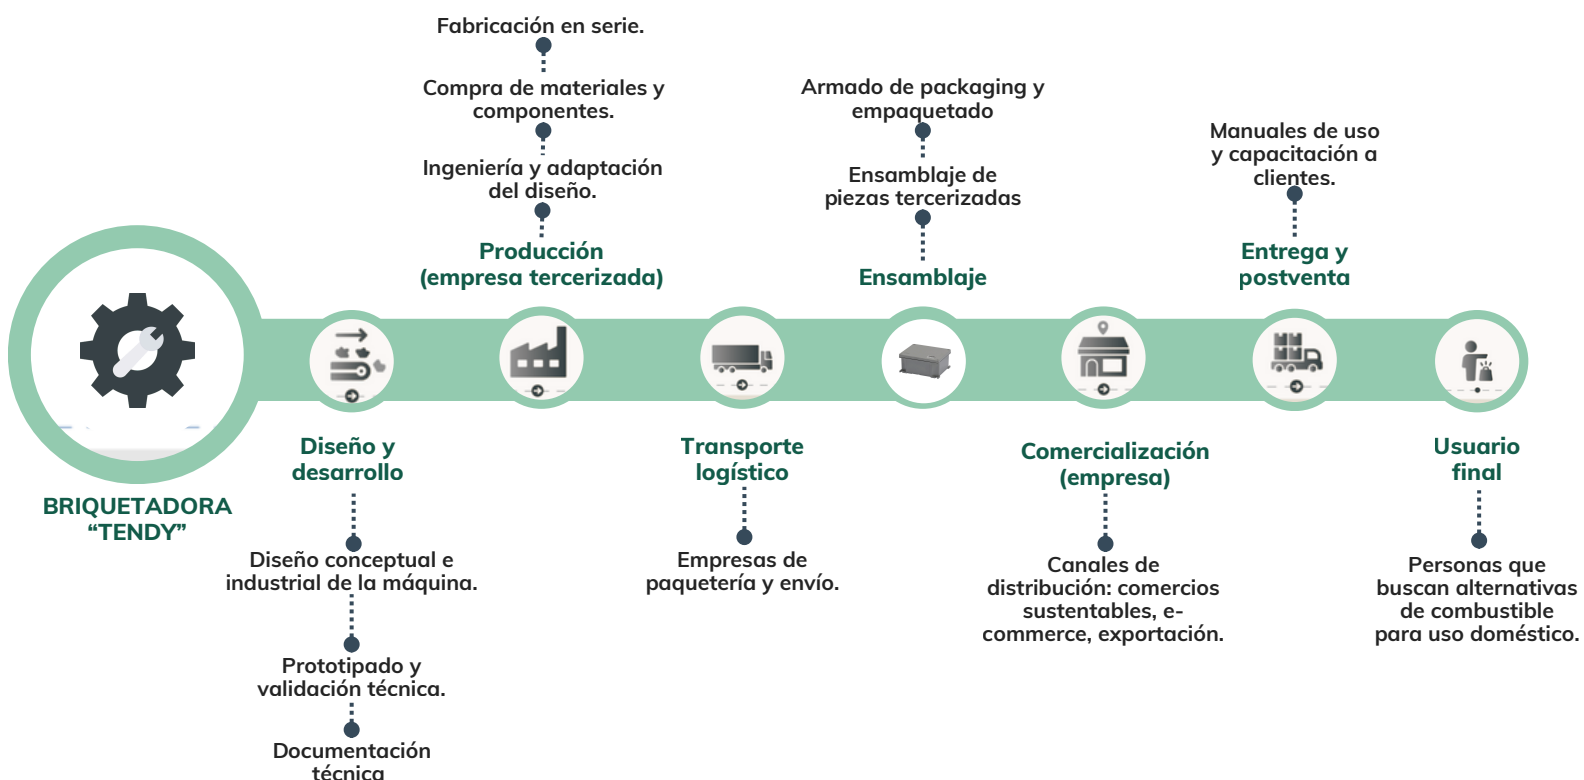 BRIQUETADORA
“TENDY”
Diseño y
desarrollo
Diseño conceptual e
industrial de la máquina.
Prototipado y
validación técnica.
Documentación
técnica
Fabricación en serie.
Compra de materiales y
componentes.
Ingeniería y adaptación
del diseño.
Producción
(empresa tercerizada)
Transporte
logístico
Empresas de
paquetería y envío.
Armado de packaging y
empaquetado
Ensamblaje de
piezas tercerizadas
Ensamblaje
Comercialización
(empresa)
Canales de
distribución: comercios
sustentables, e-
commerce, exportación.
Manuales de uso
y capacitación a
clientes.
Entrega y
postventa
Usuario
final
Personas que
buscan alternativas
de combustible
para uso doméstico.